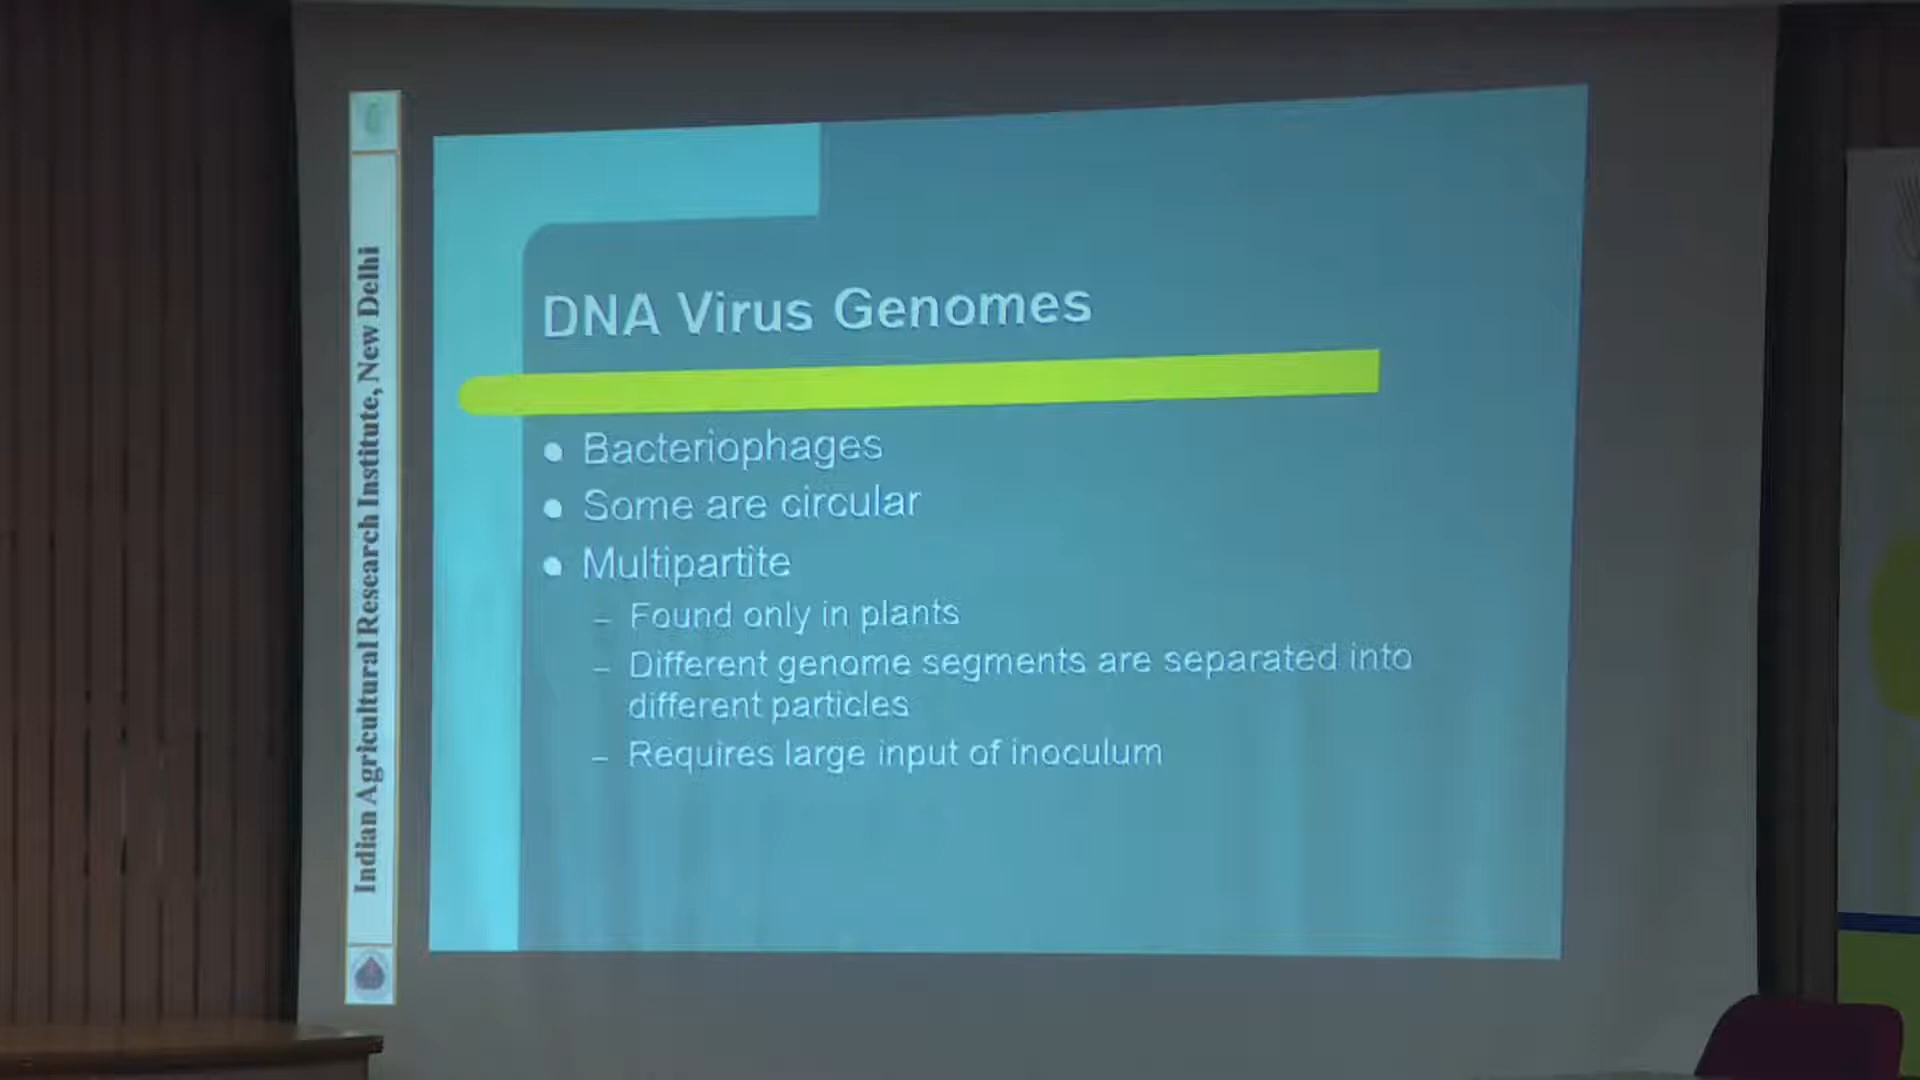 Indian Agricultural Research Institute, New Delhi
DNA Virus Genomes
Bacteriophages
Some are circular
Multipartite
– Found only in plants
– Different genome segments are separated into
different particles
– Requires large input of inoculum